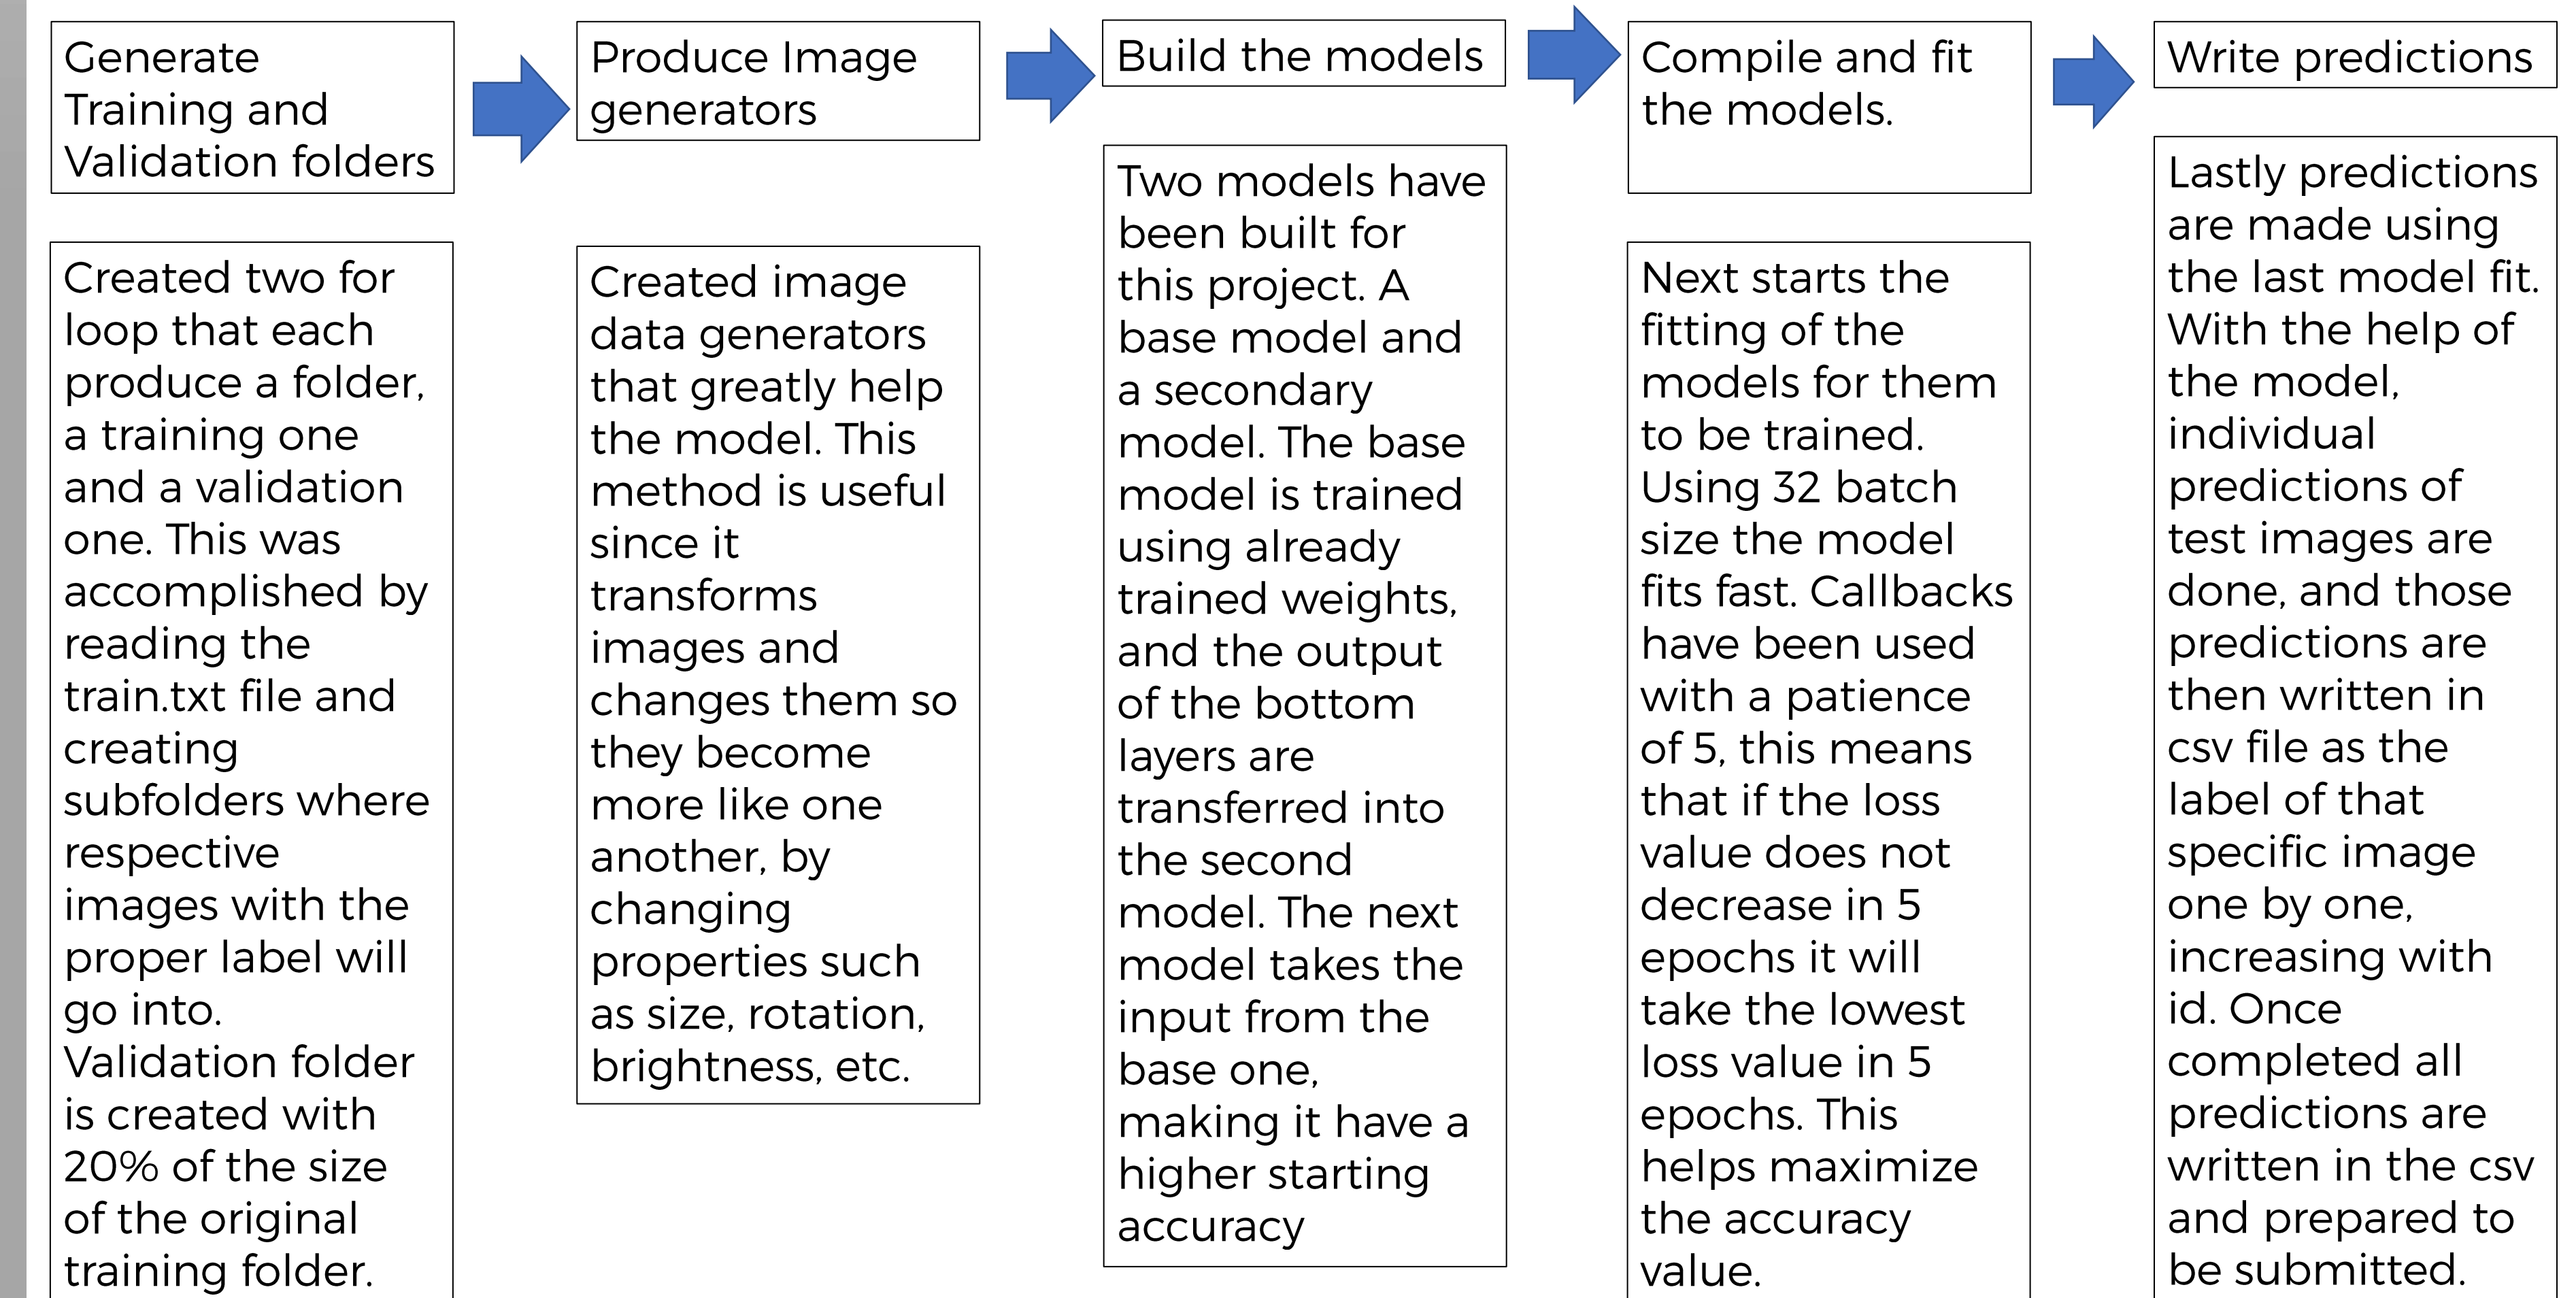 Generate
Training and
Validation folders
Created two for
loop that each
produce a folder,
a training one
and a validation
one. This was
accomplished by
reading the
train.txt file and
creating
subfolders where
respective
images with the
proper label will
go into.
Validation folder
is created with
20% of the size
of the original
training folder.
Produce Image
generators
Created image
data generators
that greatly help
the model. This
method is useful
since it
transforms
images and
changes them so
they become
more like one
another, by
changing
properties such
as size, rotation,
brightness, etc.
Build the models
Two models have
been built for
this project. A
base model and
a secondary
model. The base
model is trained
using already
trained weights,
and the output
of the bottom
layers are
transferred into
the second
model. The next
model takes the
input from the
base one,
making it have a
higher starting
accuracy
Compile and fit
the models.
Next starts the
fitting of the
models for them
to be trained.
Using 32 batch
size the model
fits fast. Callbacks
have been used
with a patience
of 5, this means
that if the loss
value does not
decrease in 5
epochs it will
take the lowest
loss value in 5
epochs. This
helps maximize
the accuracy
value.
Write predictions
Lastly predictions
are made using
the last model fit.
With the help of
the model,
individual
predictions of
test images are
done, and those
predictions are
then written in
csv file as the
label of that
specific image
one by one,
increasing with
id. Once
completed all
predictions are
written in the csv
and prepared to
be submitted.